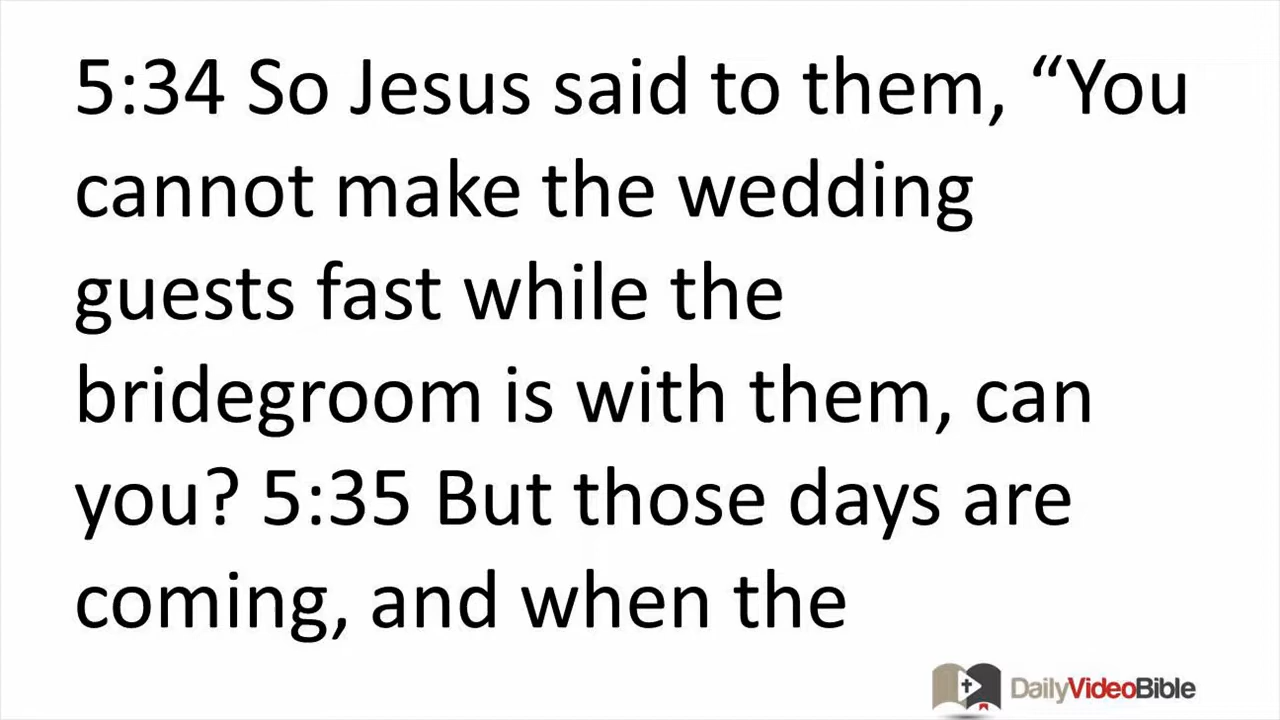 5:34 So Jesus said to them, “You
cannot make the wedding
guests fast while the
bridegroom is with them, can
you? 5:35 But those days are
coming, and when the
DailyVideoBible